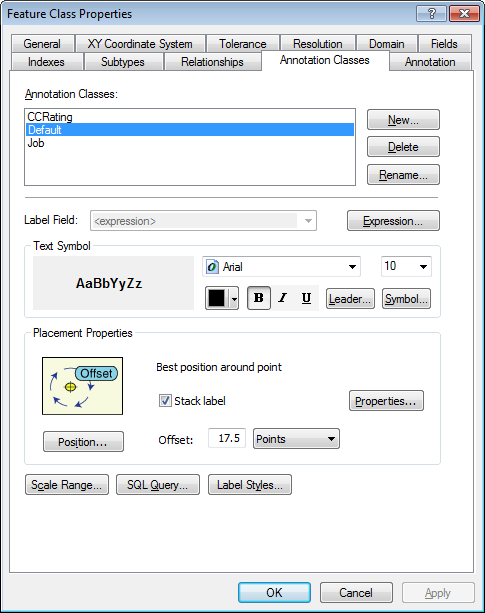 Feature Class Properties
General XY Coordinate System Tolerance Resolution Domain Fields
Indexes Subtypes Relationships Annotation Classes Annotation
Annotation Classes:
CCRating
Default
Job
New...
Delete
Rename...
Label Field: <expression> Expression...
Text Symbol
AaBbYyZz
Arial 10
B I U Leader... Symbol...
Placement Properties
Offset
Best position around point
Stack label
Properties...
Position...
Offset: 17.5 Points
Scale Range... SQL Query... Label Styles...
OK Cancel Apply